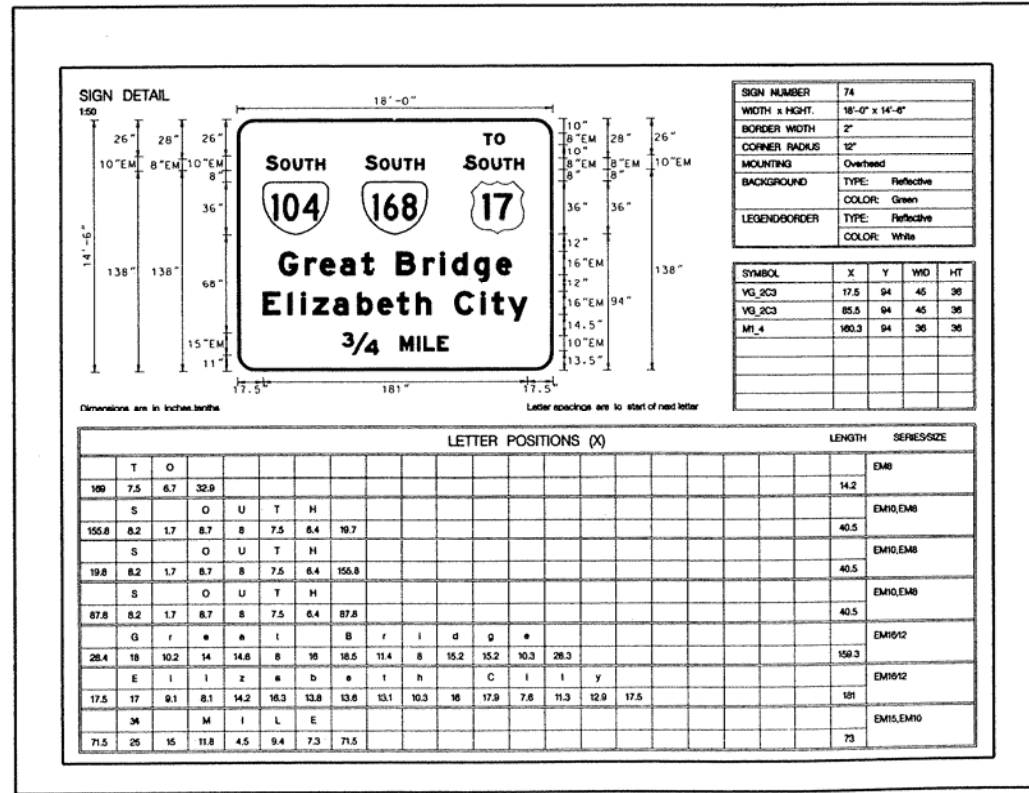 SIGN DETAIL
1:50
18'-0"
14'-6"
26" 28" 26"
10"EM 8"EM 10"EM
8"
36"
138" 138" 68"
15"EM
11"
TO
SOUTH SOUTH SOUTH
104 168 17
Great Bridge
Elizabeth City
3/4 MILE
10"
8"EM 28" 26"
10"
8"EM 8"EM 10"EM
8" 8"
36" 36"
12"
16"EM 138"
12"
16"EM 94"
14.5"
10"EM
13.5"
17.5" 181" 17.5"
Dimensions are in inches.tenths
Letter spacings are to start of next letter
SIGN NUMBER 74
WIDTH x HGHT. 18'-0" x 14'-6"
BORDER WIDTH 2"
CORNER RADIUS 12"
MOUNTING Overhead
BACKGROUND TYPE: Reflective
COLOR: Green
LEGEND/BORDER TYPE: Reflective
COLOR: White
SYMBOL X Y WID HT
VG_2C3 17.5 94 45 36
VG_2C3 85.5 94 45 36
M1_4 160.3 94 36 36
LETTER POSITIONS (X) LENGTH SERIES/SIZE
T O EM8
169 7.5 6.7 32.9 14.2
S O U T H EM10,EM8
155.8 8.2 1.7 8.7 8 7.5 6.4 19.7 40.5
S O U T H EM10,EM8
19.8 8.2 1.7 8.7 8 7.5 6.4 155.8 40.5
S O U T H EM10,EM8
87.8 8.2 1.7 8.7 8 7.5 6.4 87.8 40.5
G r e a t B r i d g e EM16/12
28.4 18 10.2 14 14.6 8 16 18.5 11.4 8 15.2 15.2 10.3 28.3 159.3
E l i z a b e t h C i t y EM16/12
17.5 17 9.1 8.1 14.2 16.3 13.8 13.6 13.1 10.3 16 17.9 7.6 11.3 12.9 17.5 181
3/4 M I L E EM15,EM10
71.5 25 15 11.8 4.5 9.4 7.3 71.5 73